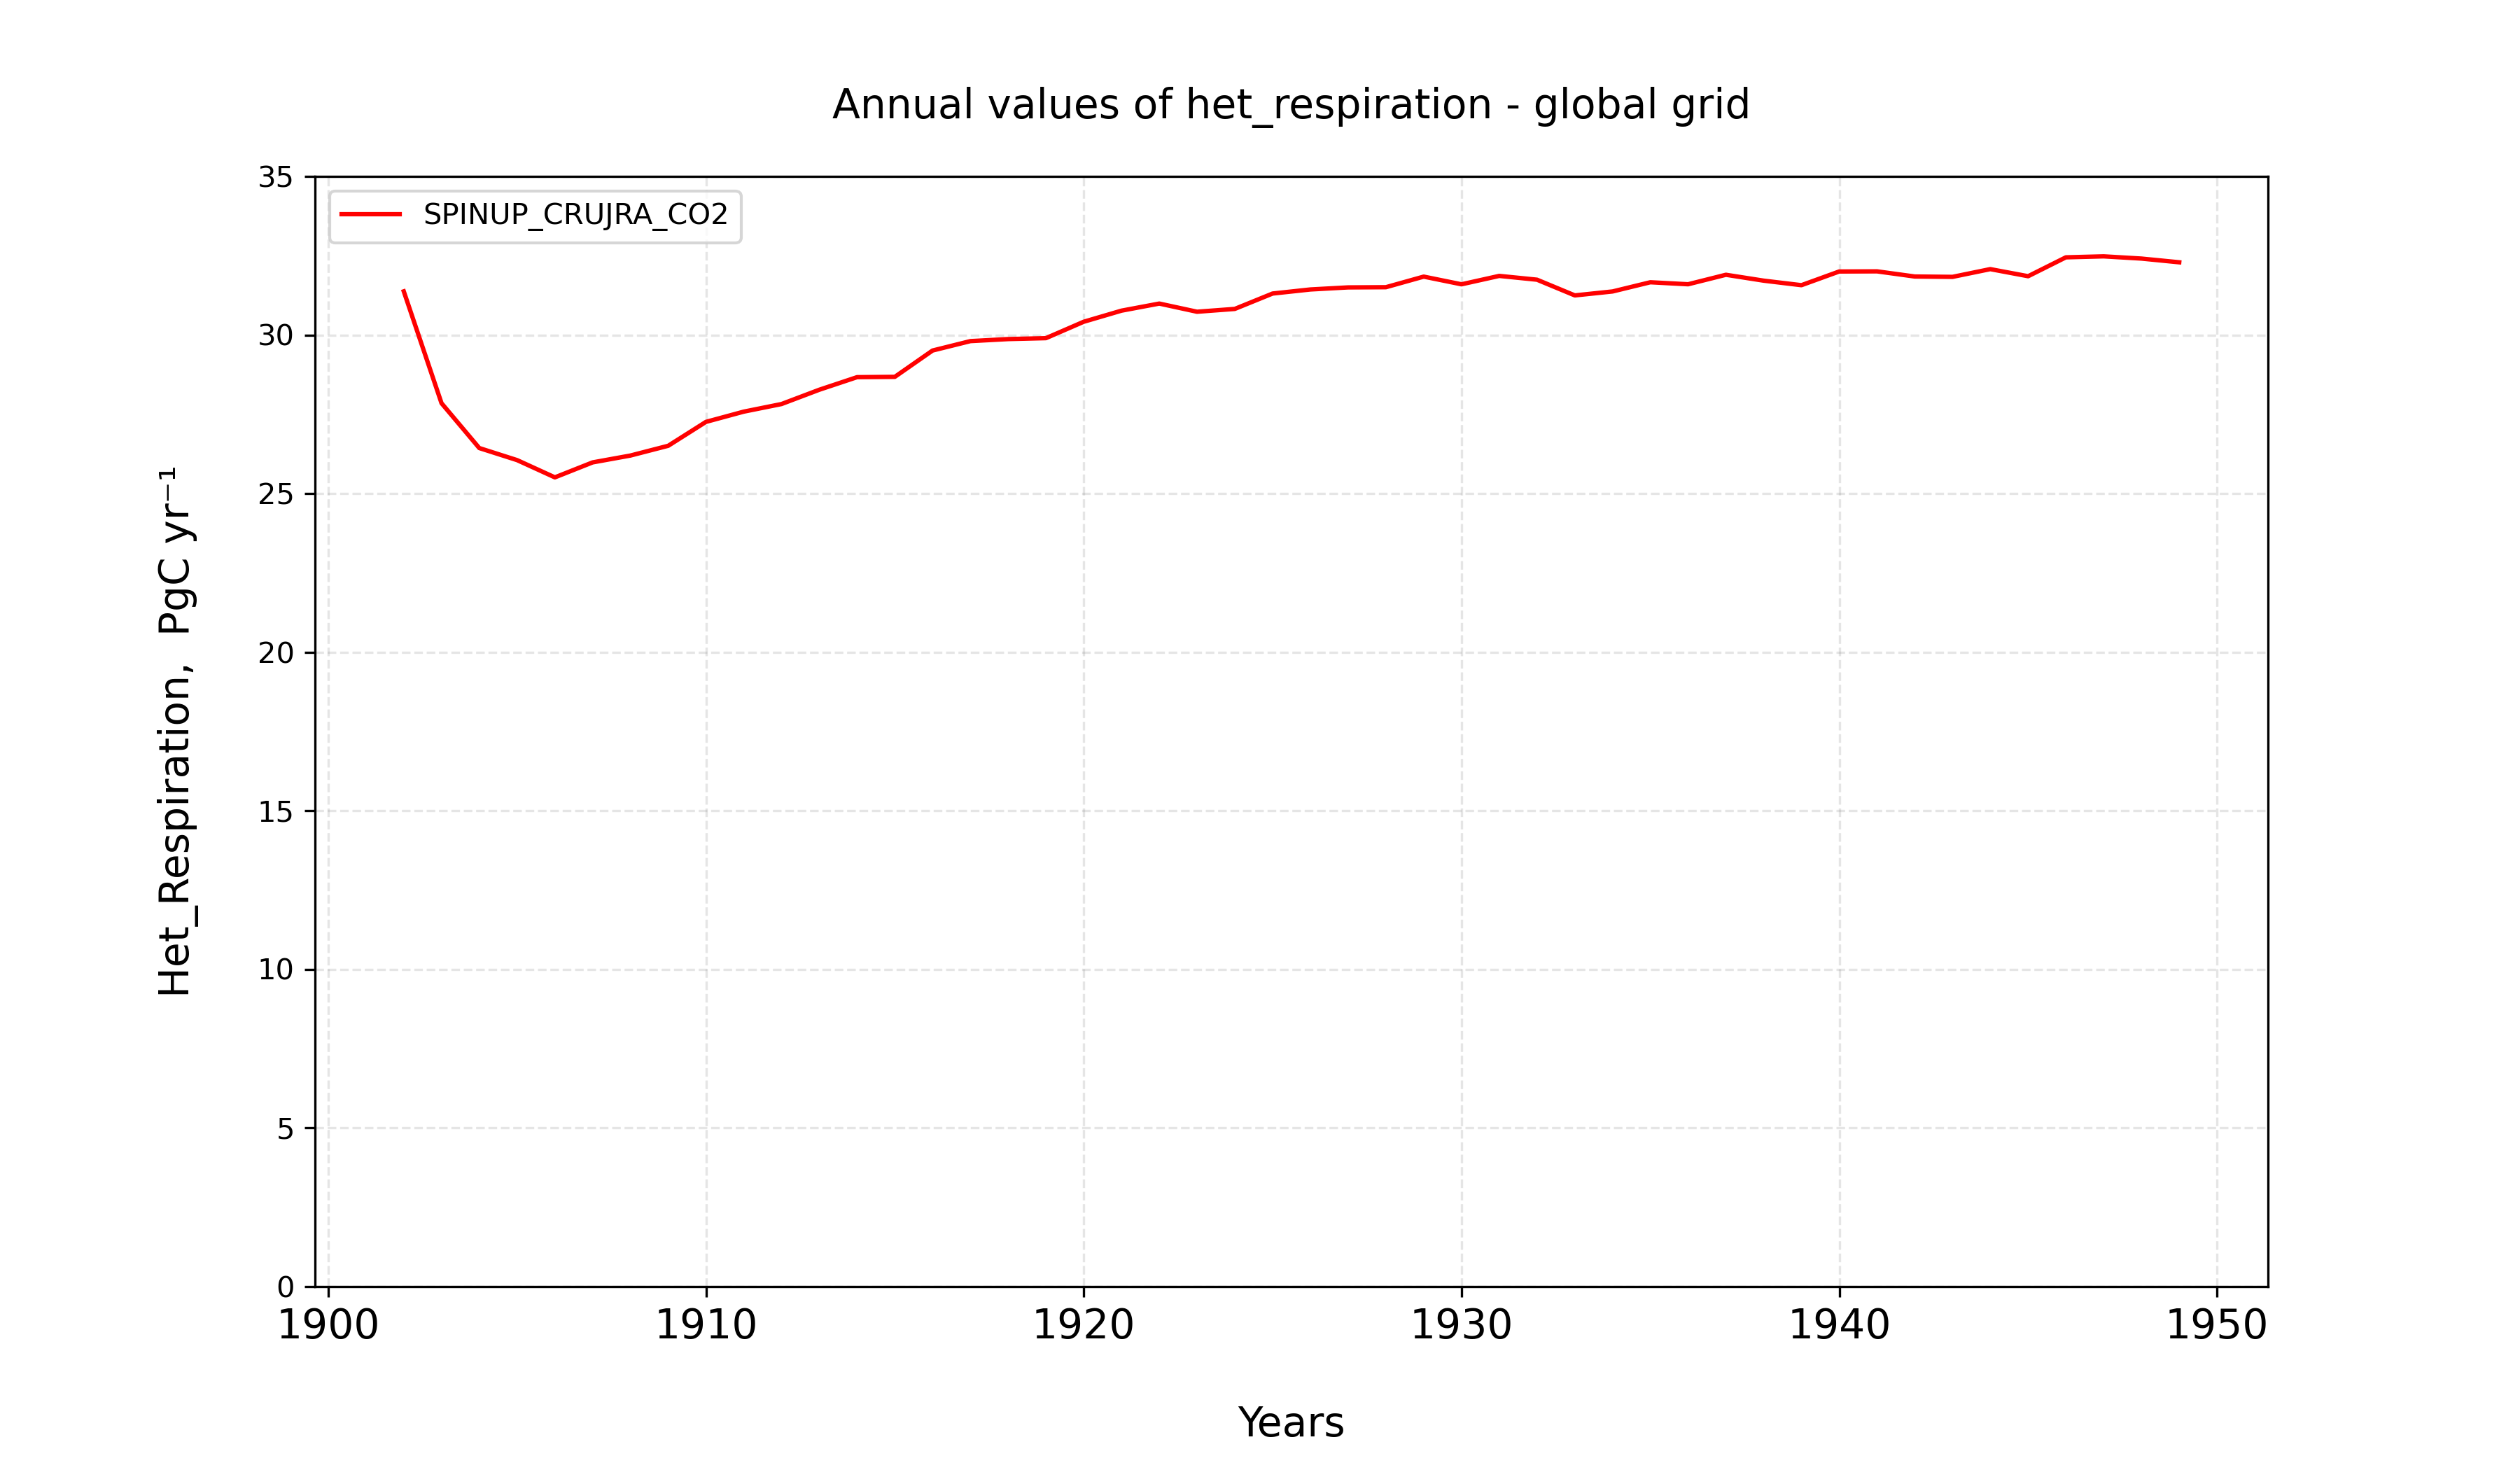 Annual values of het_respiration - global grid
SPINUP_CRUJRA_CO2
Het_Respiration,  PgC yr⁻¹
35
30
25
20
15
10
5
0
1900 1910 1920 1930 1940 1950
Years